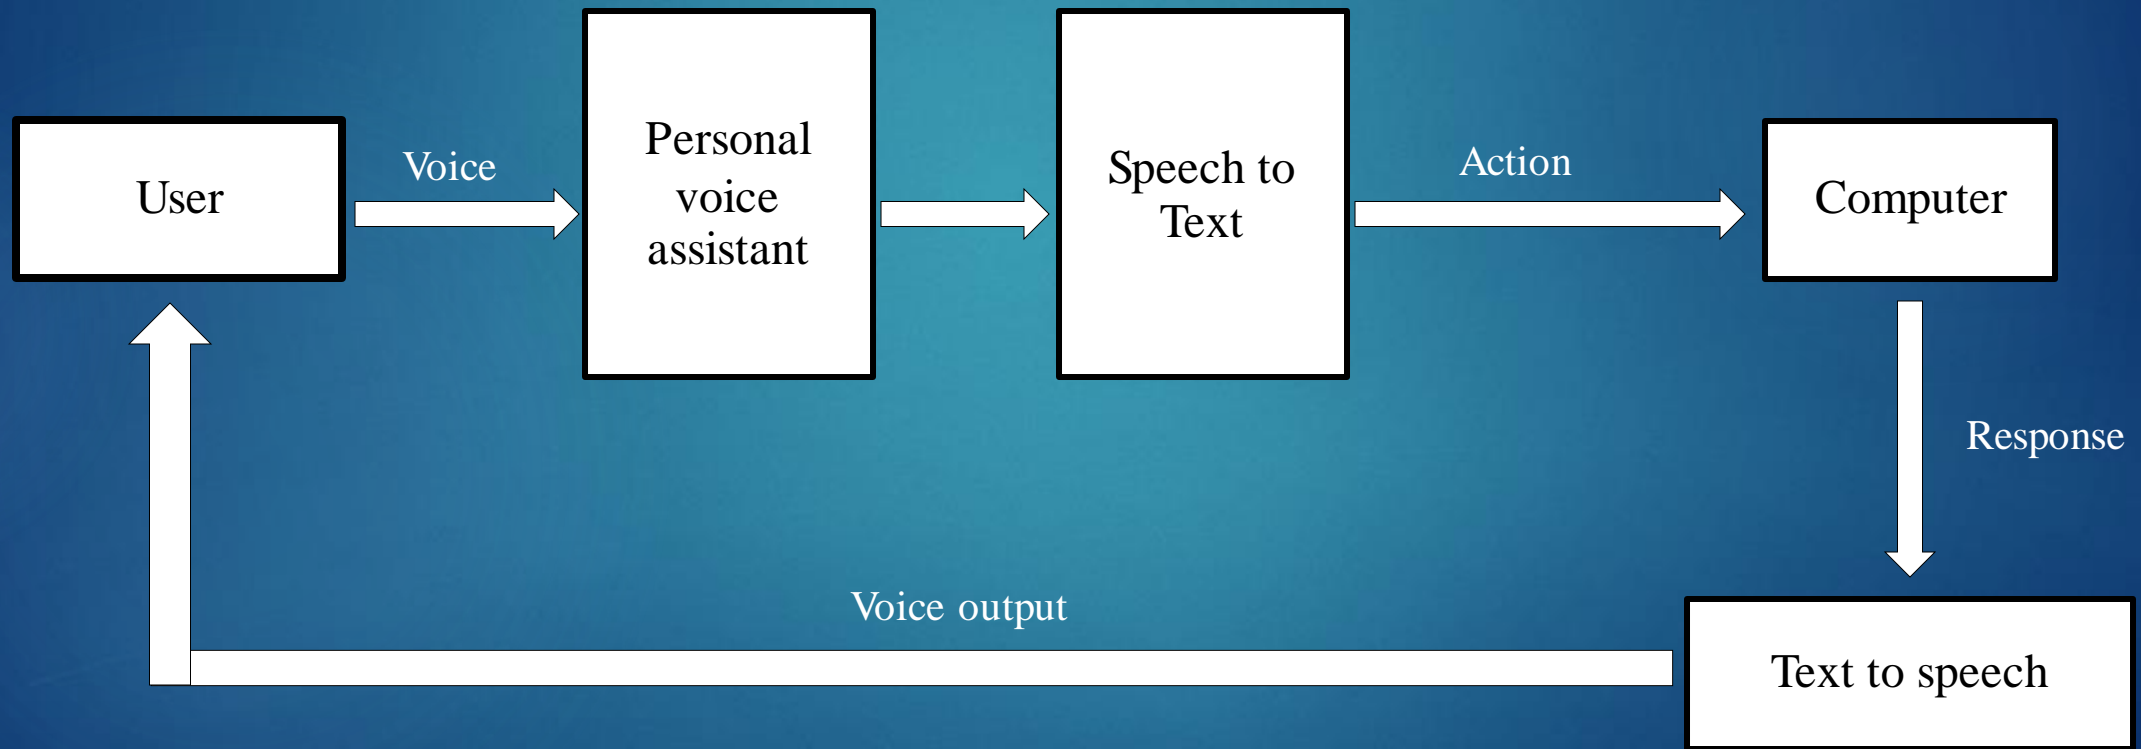 User
Voice
Personal
voice
assistant
Speech to
Text
Action
Computer
Response
Voice output
Text to speech